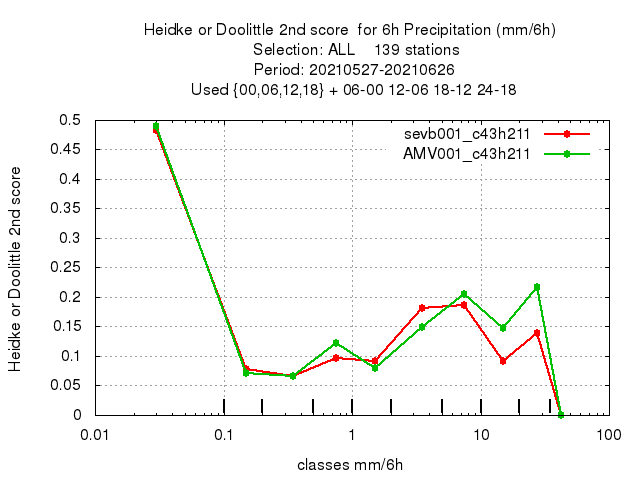 Heidke or Doolittle 2nd score  for 6h Precipitation (mm/6h)
Selection: ALL    139 stations
Period: 20210527-20210626
Used {00,06,12,18} + 06-00 12-06 18-12 24-18
sevb001_c43h211
AMV001_c43h211
Heidke or Doolittle 2nd score
0.5
0.45
0.4
0.35
0.3
0.25
0.2
0.15
0.1
0.05
0
0.01 0.1 1 10 100
classes mm/6h